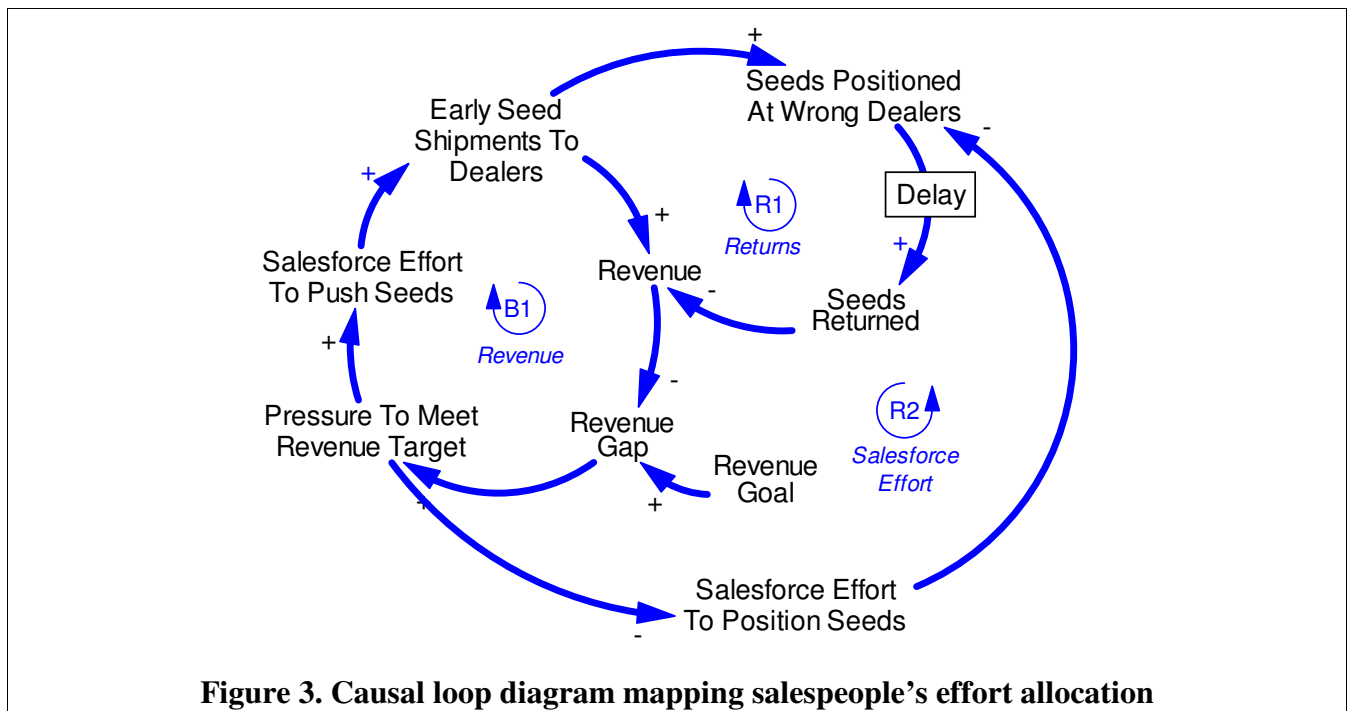 +
Seeds Positioned
At Wrong Dealers
-
Early Seed
Shipments To
Dealers
+
Delay
R1
Returns
+
+
Revenue
-
Salesforce Effort
To Push Seeds
Seeds
Returned
B1
Revenue
+
-
R2
Salesforce
Effort
Pressure To Meet
Revenue Target
Revenue
Gap
Revenue
Goal
+
+
Salesforce Effort
To Position Seeds
-
Figure 3. Causal loop diagram mapping salespeople's effort allocation